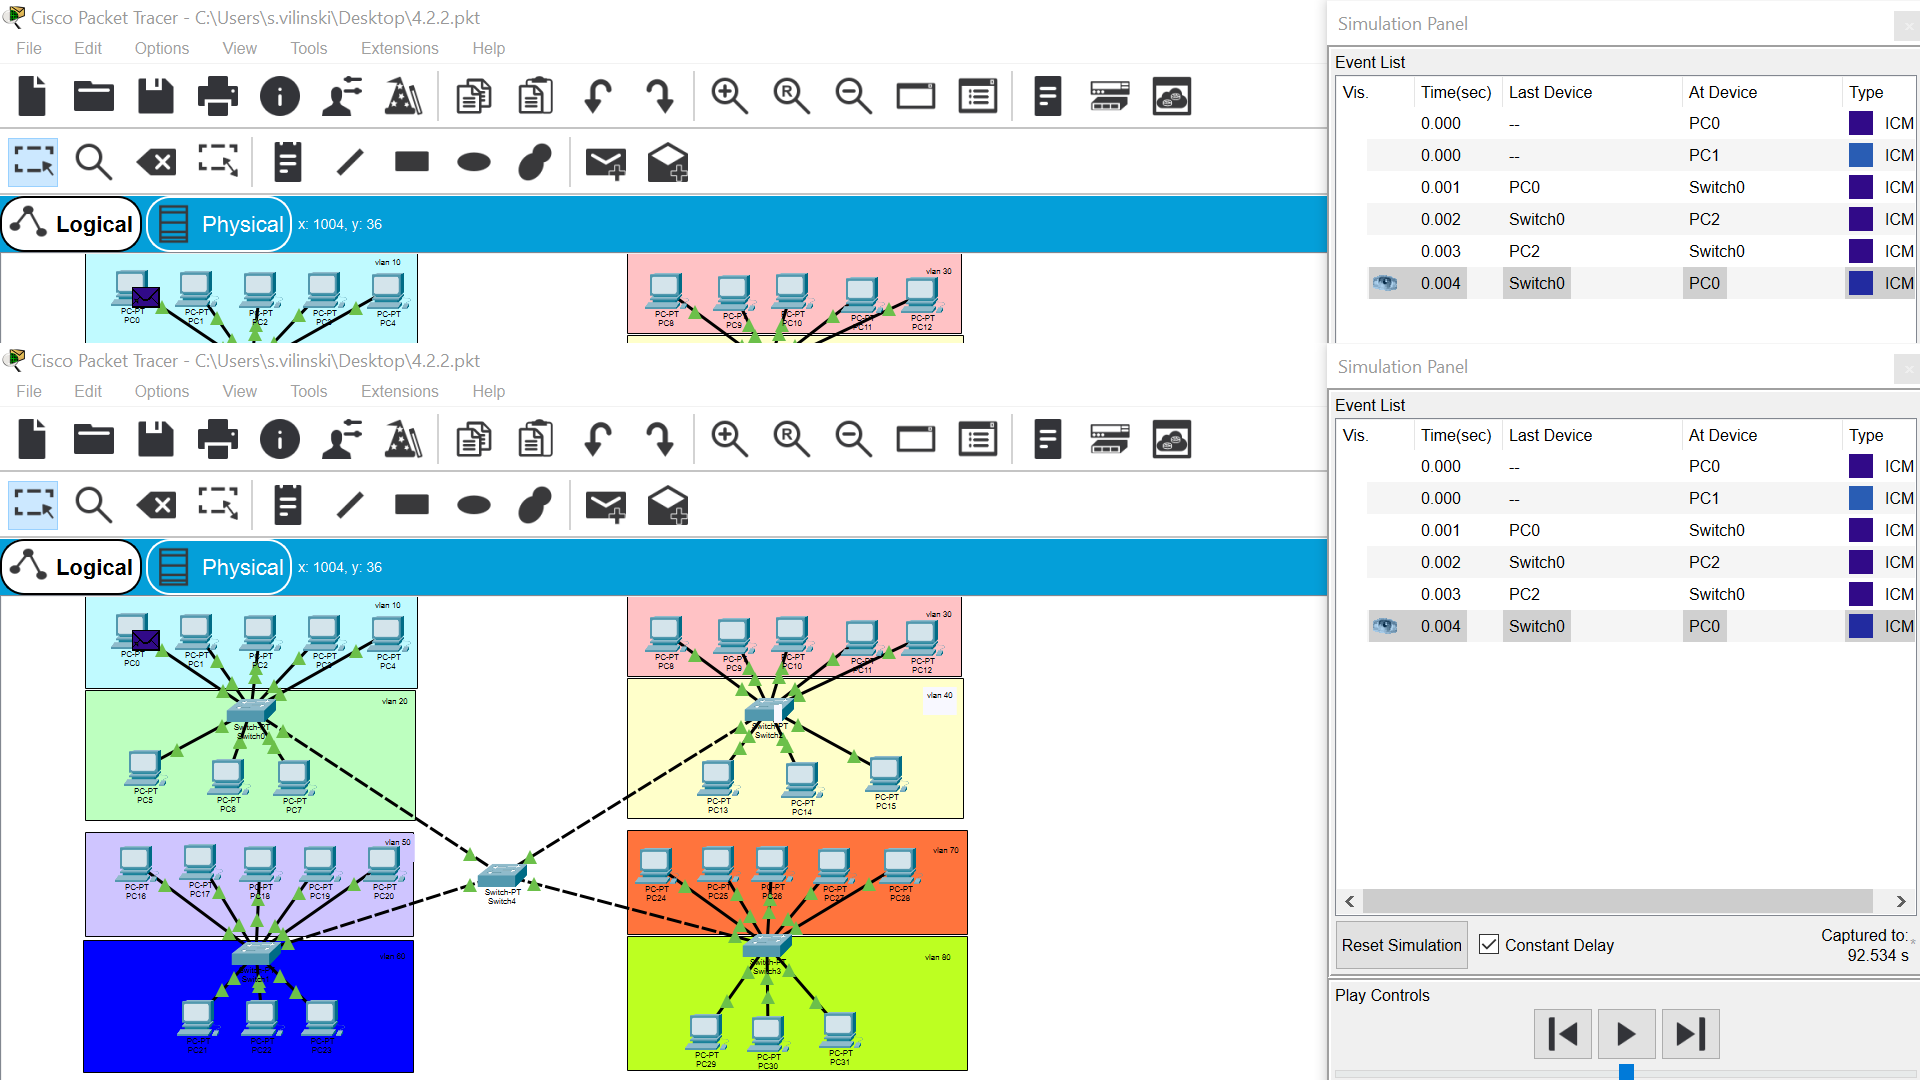 Cisco Packet Tracer - C:\Users\s.vilinski\Desktop\4.2.2.pkt
File Edit Options View Tools Extensions Help
Logical Physical x: 1004, y: 36
vlan 10
PC-PT PC-PT PC-PT PC-PT PC-PT
PC0 PC1 PC2 PC3 PC4
vlan 30
PC-PT PC-PT PC-PT PC-PT PC-PT
PC8 PC9 PC10 PC11 PC12
Simulation Panel
Event List
Vis. Time(sec) Last Device At Device Type
0.000 -- PC0 ICM
0.000 -- PC1 ICM
0.001 PC0 Switch0 ICM
0.002 Switch0 PC2 ICM
0.003 PC2 Switch0 ICM
0.004 Switch0 PC0 ICM
Cisco Packet Tracer - C:\Users\s.vilinski\Desktop\4.2.2.pkt
File Edit Options View Tools Extensions Help
Logical Physical x: 1004, y: 36
vlan 10
PC-PT PC-PT PC-PT PC-PT PC-PT
PC0 PC1 PC2 PC3 PC4
vlan 20
Switch-PT
Switch0
PC-PT PC-PT PC-PT
PC5 PC6 PC7
vlan 30
PC-PT PC-PT PC-PT PC-PT PC-PT
PC8 PC9 PC10 PC11 PC12
vlan 40
Switch-PT
Switch2
PC-PT PC-PT PC-PT
PC13 PC14 PC15
vlan 50
PC-PT PC-PT PC-PT PC-PT PC-PT
PC16 PC17 PC18 PC19 PC20
Switch-PT
Switch4
PC-PT PC-PT PC-PT
PC21 PC22 PC23
vlan 70
PC-PT PC-PT PC-PT PC-PT PC-PT
PC24 PC25 PC26 PC27 PC28
Switch-PT
Switch3
vlan 80
PC-PT PC-PT PC-PT
PC29 PC30 PC31
Simulation Panel
Event List
Vis. Time(sec) Last Device At Device Type
0.000 -- PC0 ICM
0.000 -- PC1 ICM
0.001 PC0 Switch0 ICM
0.002 Switch0 PC2 ICM
0.003 PC2 Switch0 ICM
0.004 Switch0 PC0 ICM
Reset Simulation Constant Delay Captured to:
92.534 s
Play Controls